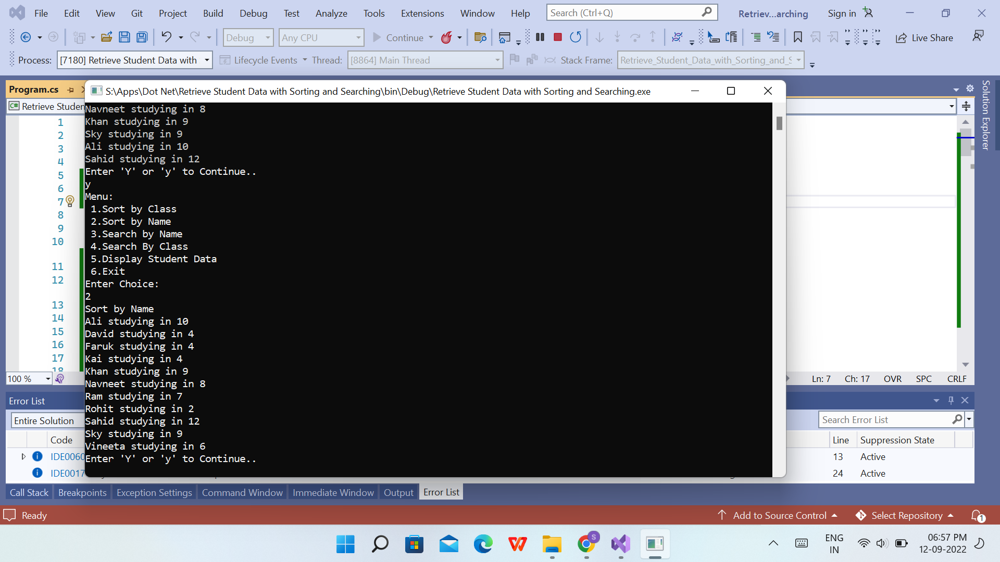 File Edit View Git Project Build Debug Test Analyze Tools Extensions Window Help Search (Ctrl+Q) Retriev...arching Sign in
Debug Any CPU Continue Live Share
Process: [7180] Retrieve Student Data with Lifecycle Events Thread: [8864] Main Thread Stack Frame: Retrieve_Student_Data_with_Sorting_and_S
Program.cs
S:\Apps\Dot Net\Retrieve Student Data with Sorting and Searching\bin\Debug\Retrieve Student Data with Sorting and Searching.exe
Solution Explorer
C# Retrieve Studen
1
2
3
4
5
6
7
8
9
10
11
12
13
14
15
16
17
18
Navneet studying in 8
Khan studying in 9
Sky studying in 9
Ali studying in 10
Sahid studying in 12
Enter 'Y' or 'y' to Continue..
y
Menu:
1.Sort by Class
2.Sort by Name
3.Search by Name
4.Search By Class
5.Display Student Data
6.Exit
Enter Choice:
2
Sort by Name
Ali studying in 10
David studying in 4
Faruk studying in 4
Kai studying in 4
Khan studying in 9
Navneet studying in 8
Ram studying in 7
Rohit studying in 2
Sahid studying in 12
Sky studying in 9
Vineeta studying in 6
Enter 'Y' or 'y' to Continue..
100 % Ln: 7 Ch: 17 OVR SPC CRLF
Error List
Entire Solution Search Error List
Code Line Suppression State
IDE0060 13 Active
IDE0017 24 Active
Call Stack Breakpoints Exception Settings Command Window Immediate Window Output Error List
Ready Add to Source Control Select Repository 1
S
ENG
IN
06:57 PM
12-09-2022